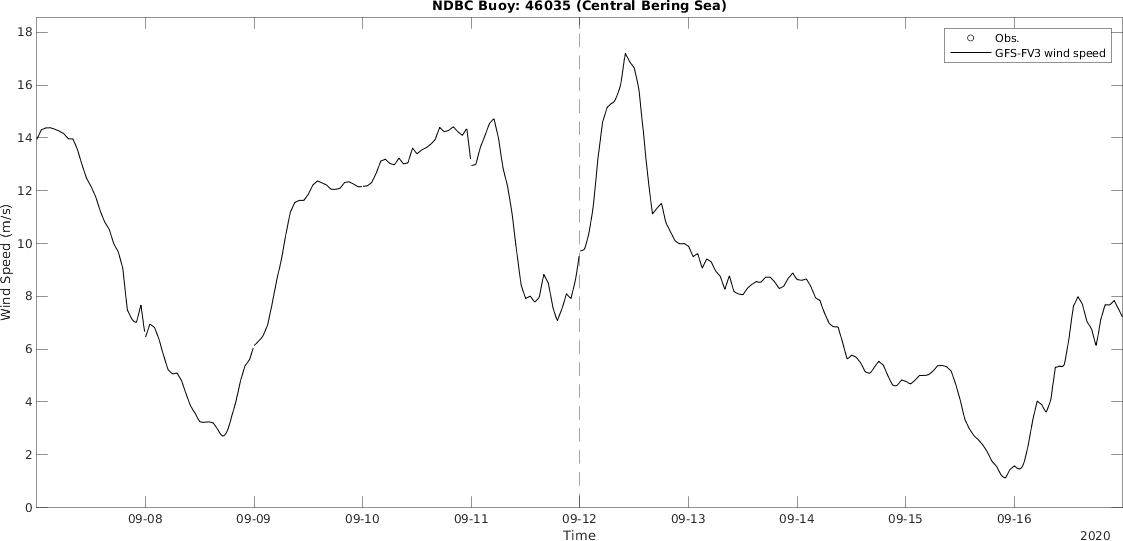 NDBC Buoy: 46035 (Central Bering Sea)
Obs.
GFS-FV3 wind speed
Wind Speed (m/s)
18
16
14
12
10
8
6
4
2
0
09-08 09-09 09-10 09-11 09-12 09-13 09-14 09-15 09-16
Time
2020